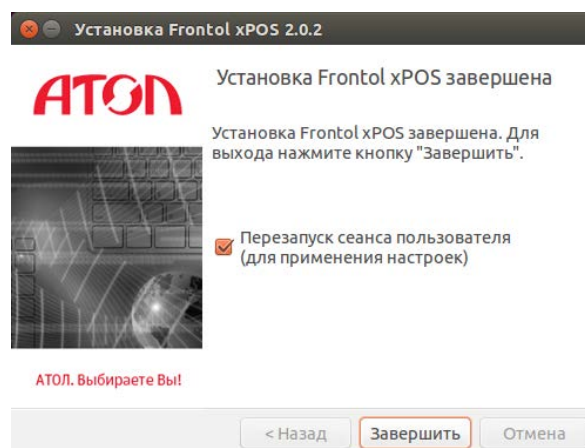 Установка Frontol xPOS 2.0.2
АТОЛ
Установка Frontol xPOS завершена
Установка Frontol xPOS завершена. Для
выхода нажмите кнопку "Завершить".
Перезапуск сеанса пользователя
(для применения настроек)
АТОЛ. Выбираете Вы!
< Назад
Завершить
Отмена